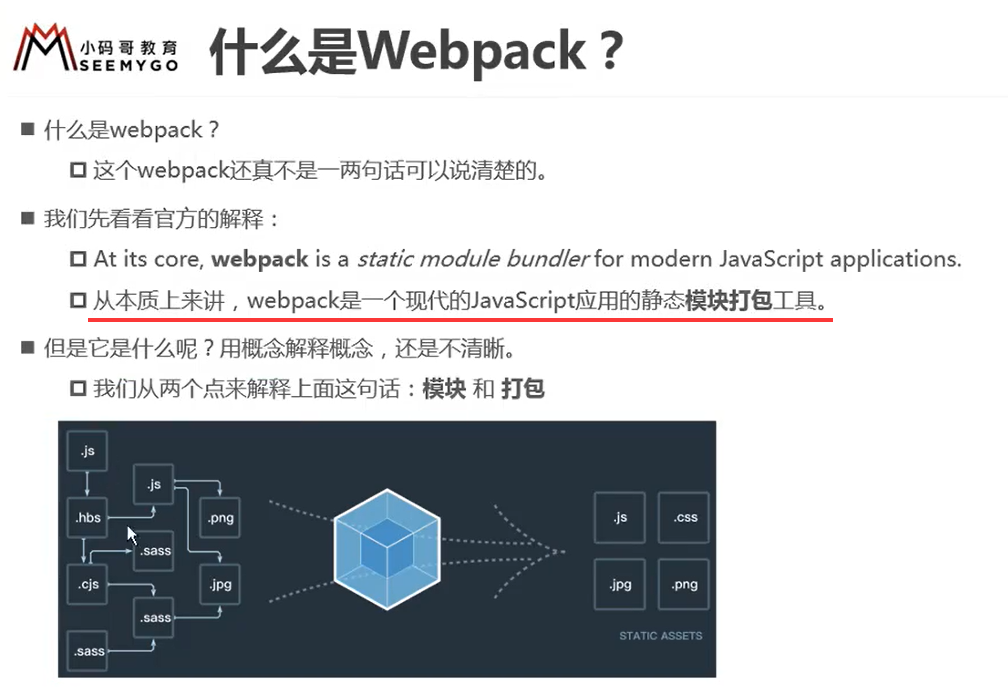 小码哥教育
SEEMYGO
什么是Webpack？
什么是webpack？
这个webpack还真不是一两句话可以说清楚的。
我们先看看官方的解释：
At its core, webpack is a static module bundler for modern JavaScript applications.
从本质上来讲，webpack是一个现代的JavaScript应用的静态模块打包工具。
但是它是什么呢？用概念解释概念，还是不清晰。
我们从两个点来解释上面这句话：模块 和 打包
.js
.js
.hbs
.png
.sass
.cjs
.jpg
.sass
.sass
.js
.css
.jpg
.png
STATIC ASSETS